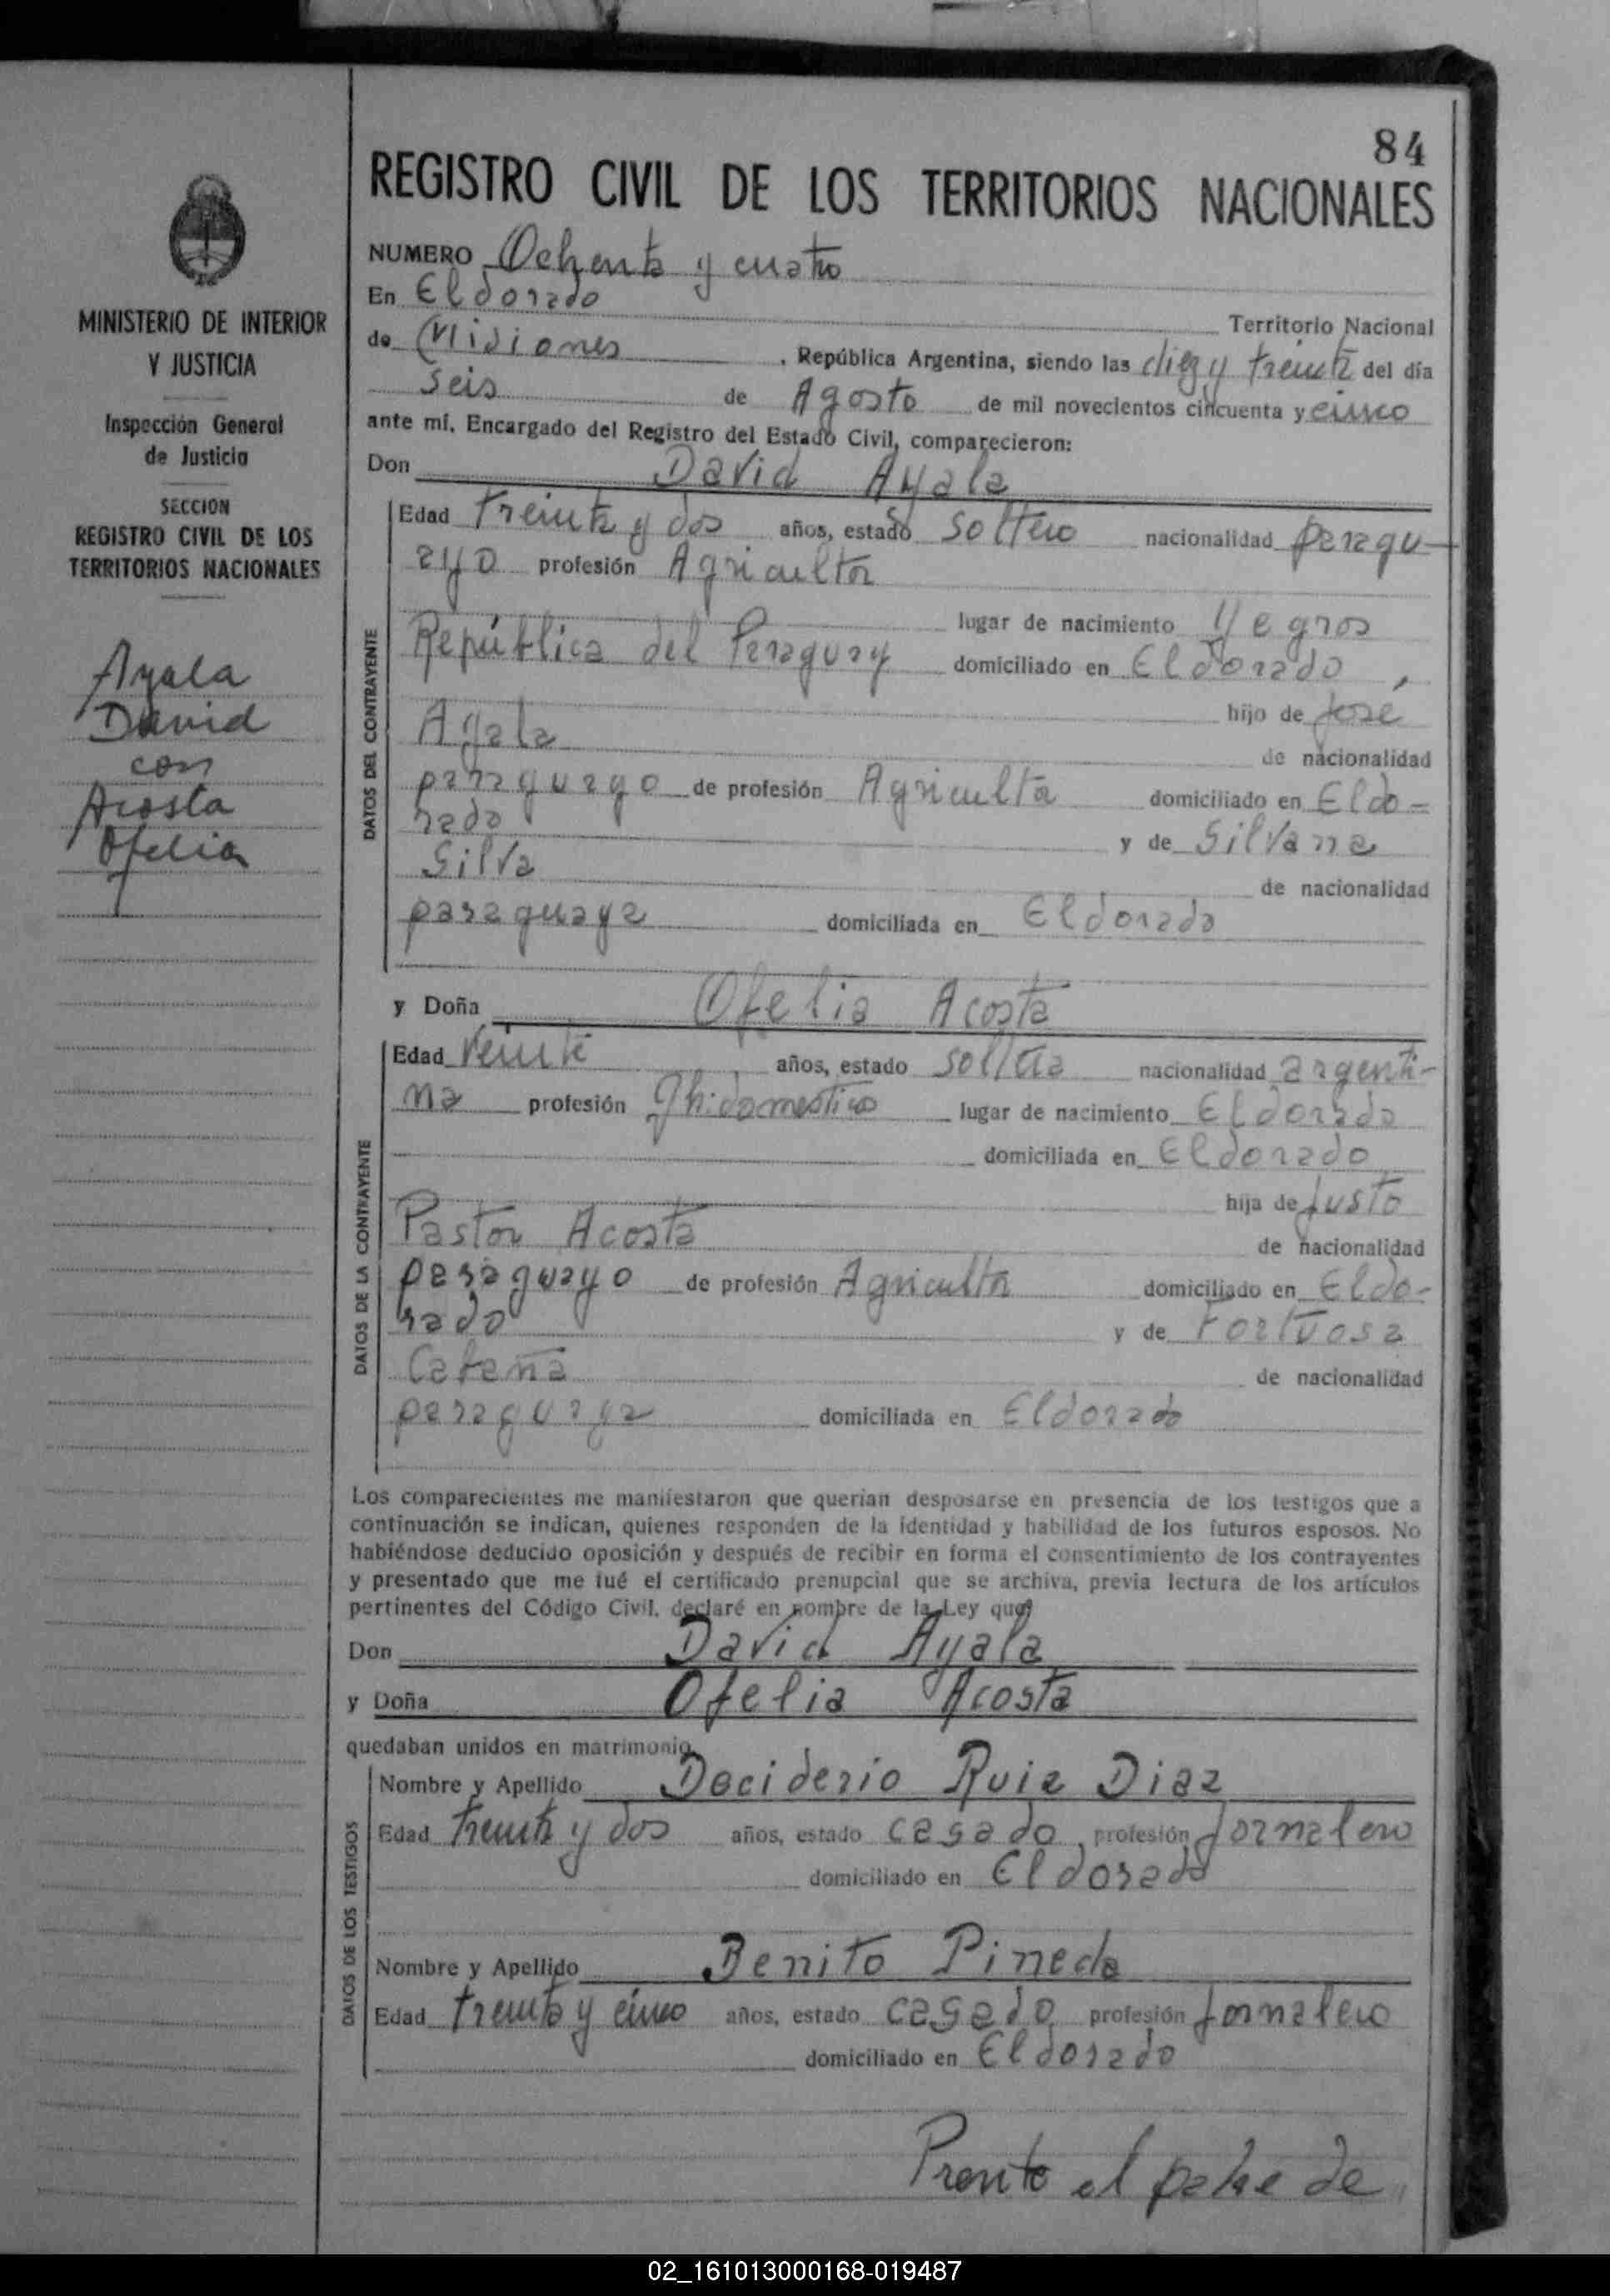 84
REGISTRO CIVIL DE LOS TERRITORIOS NACIONALES
MINISTERIO DE INTERIOR
Y JUSTICIA
Inspección General
de Justicia
SECCION
REGISTRO CIVIL DE LOS
TERRITORIOS NACIONALES
Ayala
David
con
Acosta
Ofelia
NUMERO Ochenta y cuatro
En Eldorado Territorio Nacional
de Misiones, República Argentina, siendo las diez y treinta del día
seis de Agosto de mil novecientos cincuenta y cinco
ante mí, Encargado del Registro del Estado Civil, comparecieron:
Don David Ayala
DATOS DEL CONTRAYENTE
Edad treinta y dos años, estado soltero nacionalidad paragu-
ayo profesión Agricultor
lugar de nacimiento Yegros
República del Paraguay domiciliado en Eldorado,
hijo de José
Ayala de nacionalidad
paraguayo de profesión Agricultor domiciliado en Eldo-
rado y de Silvana
Silva de nacionalidad
paraguaya domiciliada en Eldorado
y Doña Ofelia Acosta
DATOS DE LA CONTRAYENTE
Edad veinte años, estado soltera nacionalidad argenti-
na profesión lugar de nacimiento Eldorado
domiciliada en Eldorado
hija de Justo
Pastor Acosta de nacionalidad
paraguayo de profesión Agricultor domiciliado en Eldo-
rado y de
de nacionalidad
paraguaya domiciliada en Eldorado
Los comparecientes me manifestaron que querían desposarse en presencia de los testigos que a
continuación se indican, quienes responden de la identidad y habilidad de los futuros esposos. No
habiéndose deducido oposición y después de recibir en forma el consentimiento de los contrayentes
y presentado que me fué el certificado prenupcial que se archiva, previa lectura de los artículos
pertinentes del Código Civil, declaré en nombre de la Ley que
Don David Ayala
y Doña Ofelia Acosta
quedaban unidos en matrimonio.
DATOS DE LOS TESTIGOS
Nombre y Apellido Deciderio Ruiz Diaz
Edad treinta y dos años, estado casado, profesión Jornalero
domiciliado en Eldorado
Nombre y Apellido Benito Pineda
Edad treinta y cinco años, estado casado, profesión Jornalero
domiciliado en Eldorado
el padre de
02_161013000168-019487